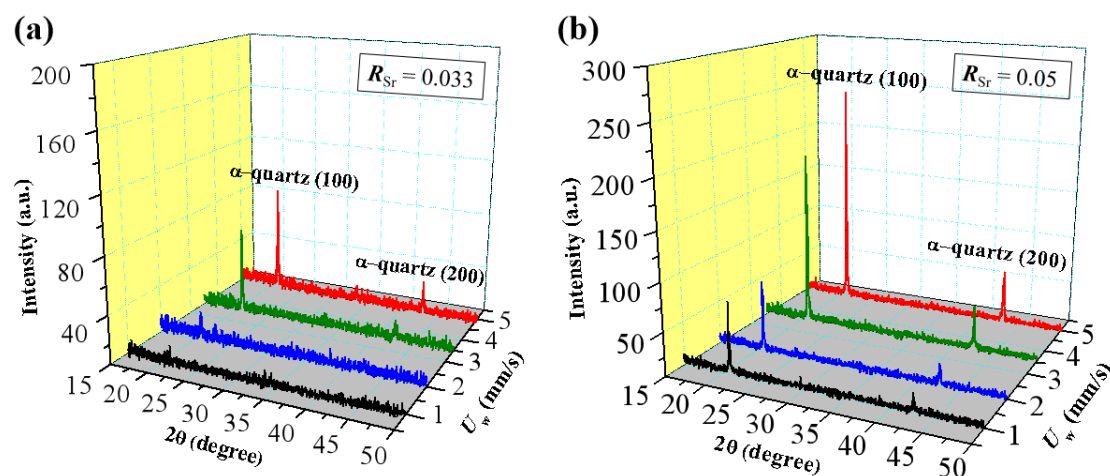 (a)
R_Sr = 0.033
α–quartz (100)
α–quartz (200)
Intensity (a.u.)
200
160
120
80
40
15
20
25
30
35
40
45
50
2θ (degree)
1
2
3
4
5
U_w (mm/s)
(b)
R_Sr = 0.05
α–quartz (100)
α–quartz (200)
Intensity (a.u.)
300
250
200
150
100
50
15
20
25
30
35
40
45
50
2θ (degree)
1
2
3
4
5
U_w (mm/s)